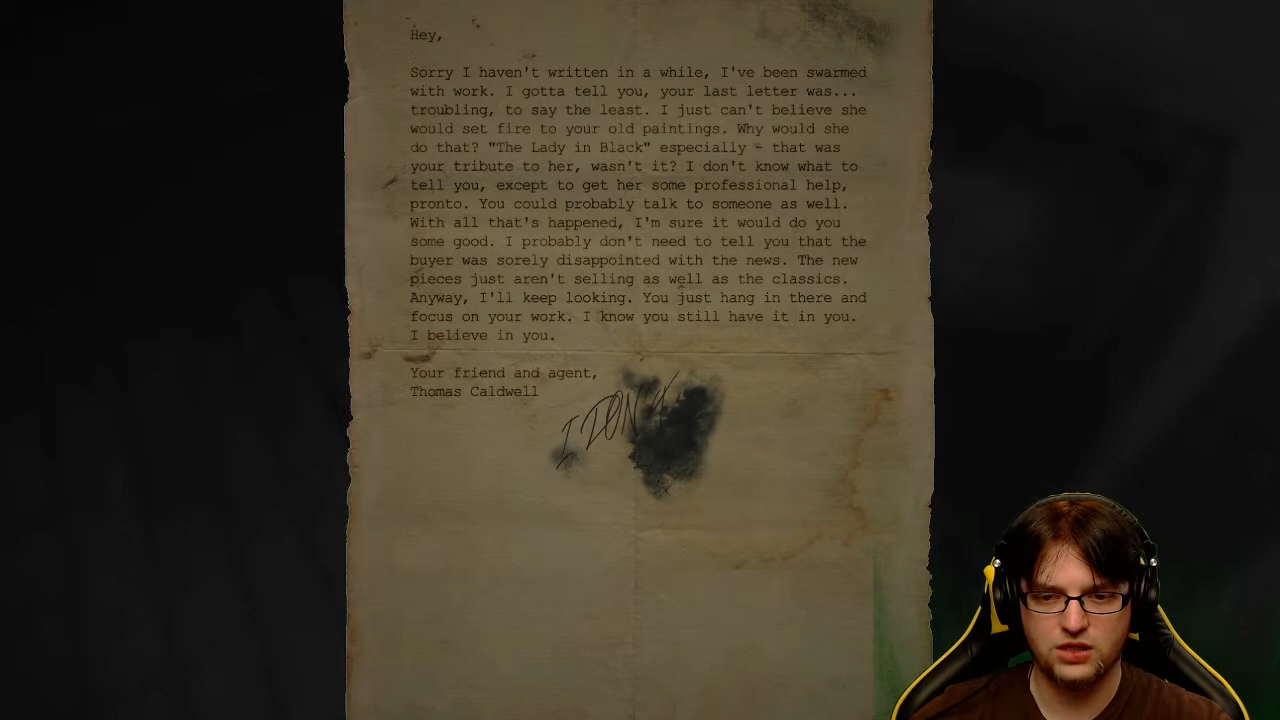 Hey,
Sorry I haven't written in a while, I've been swarmed
with work. I gotta tell you, your last letter was...
troubling, to say the least. I just can't believe she
would set fire to your old paintings. Why would she
do that? "The Lady in Black" especially - that was
your tribute to her, wasn't it? I don't know what to
tell you, except to get her some professional help,
pronto. You could probably talk to someone as well.
With all that's happened, I'm sure it would do you
some good. I probably don't need to tell you that the
buyer was sorely disappointed with the news. The new
pieces just aren't selling as well as the classics.
Anyway, I'll keep looking. You just hang in there and
focus on your work. I know you still have it in you.
I believe in you.
Your friend and agent,
Thomas Caldwell
I DON'T